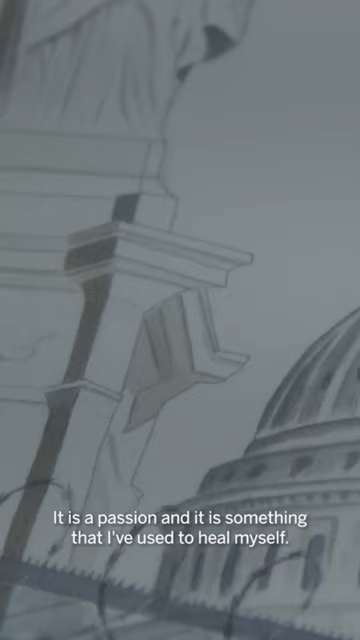 It is a passion and it is something
that I've used to heal myself.